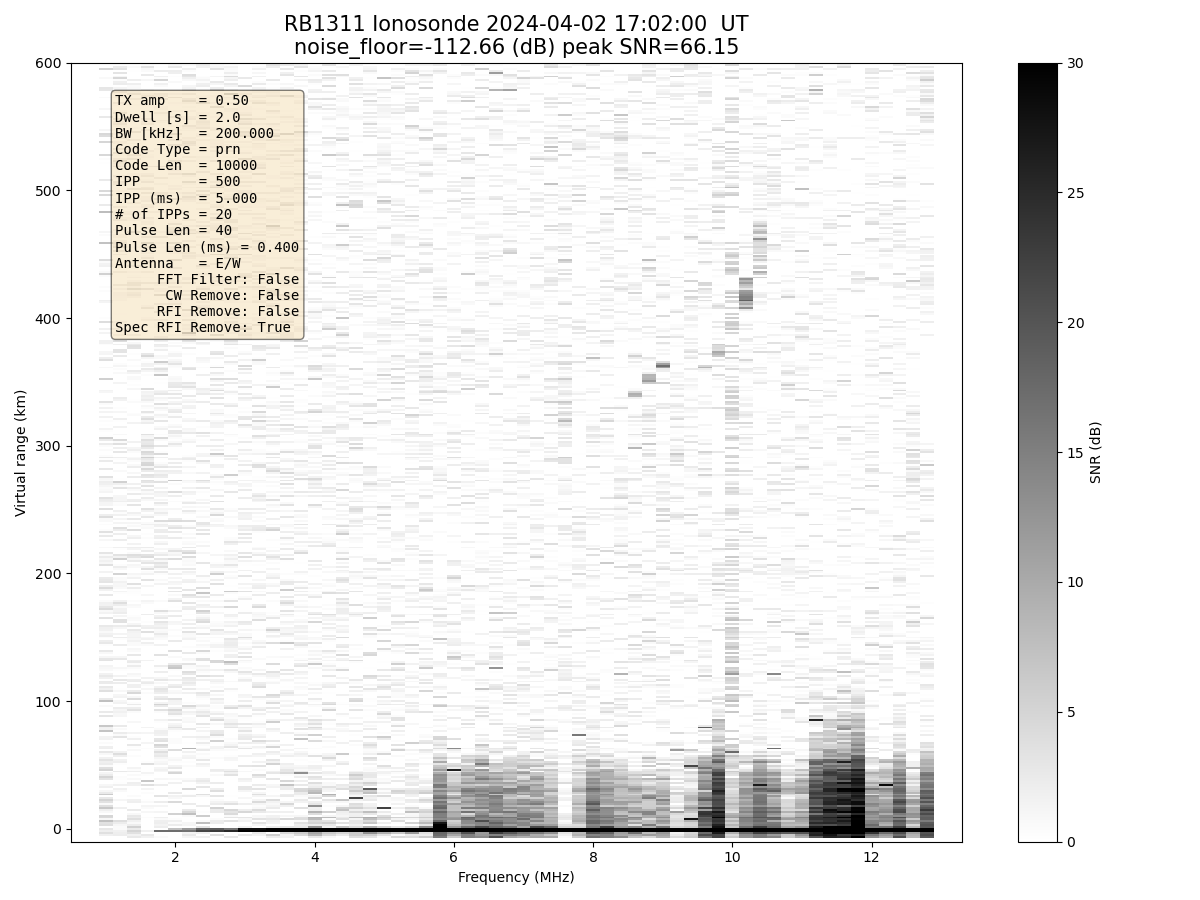 RB1311 Ionosonde 2024-04-02 17:02:00  UT
noise_floor=-112.66 (dB) peak SNR=66.15
600
500
400
300
200
100
0
Virtual range (km)
TX amp    = 0.50
Dwell [s] = 2.0
BW [kHz]  = 200.000
Code Type = prn
Code Len  = 10000
IPP       = 500
IPP (ms)  = 5.000
# of IPPs = 20
Pulse Len = 40
Pulse Len (ms) = 0.400
Antenna   = E/W
FFT Filter: False
CW Remove: False
RFI Remove: False
Spec RFI Remove: True
2
4
6
8
10
12
Frequency (MHz)
30
25
20
15
10
5
0
SNR (dB)